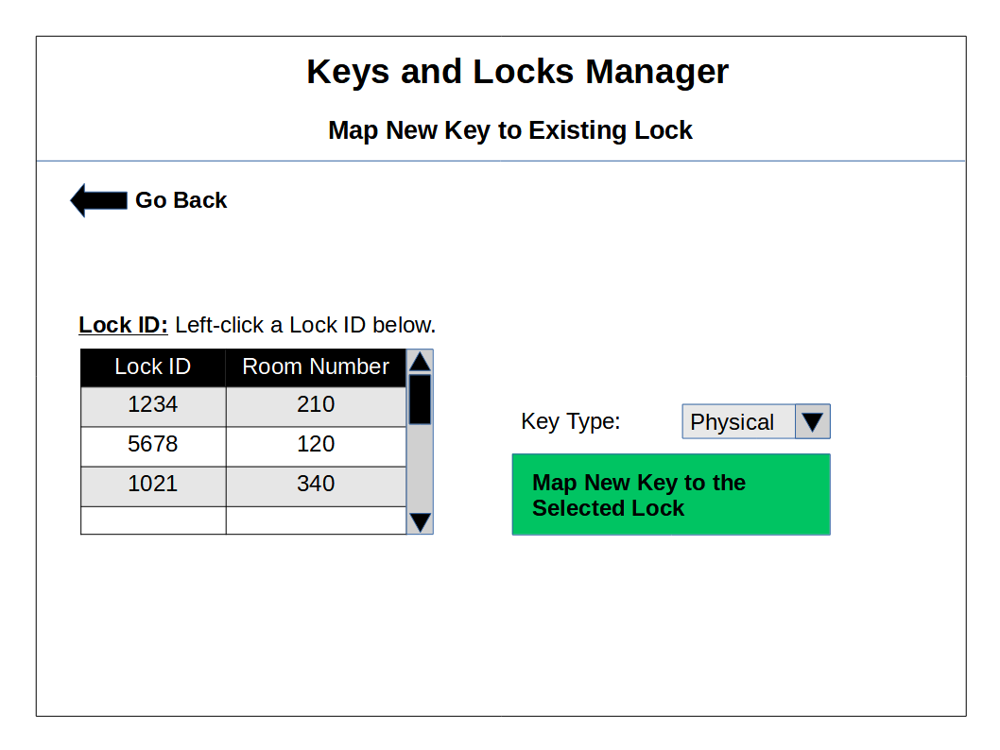 Keys and Locks Manager
Map New Key to Existing Lock
Go Back
Lock ID: Left-click a Lock ID below.
Lock ID Room Number
1234 210
5678 120
1021 340
Key Type: Physical
Map New Key to the
Selected Lock